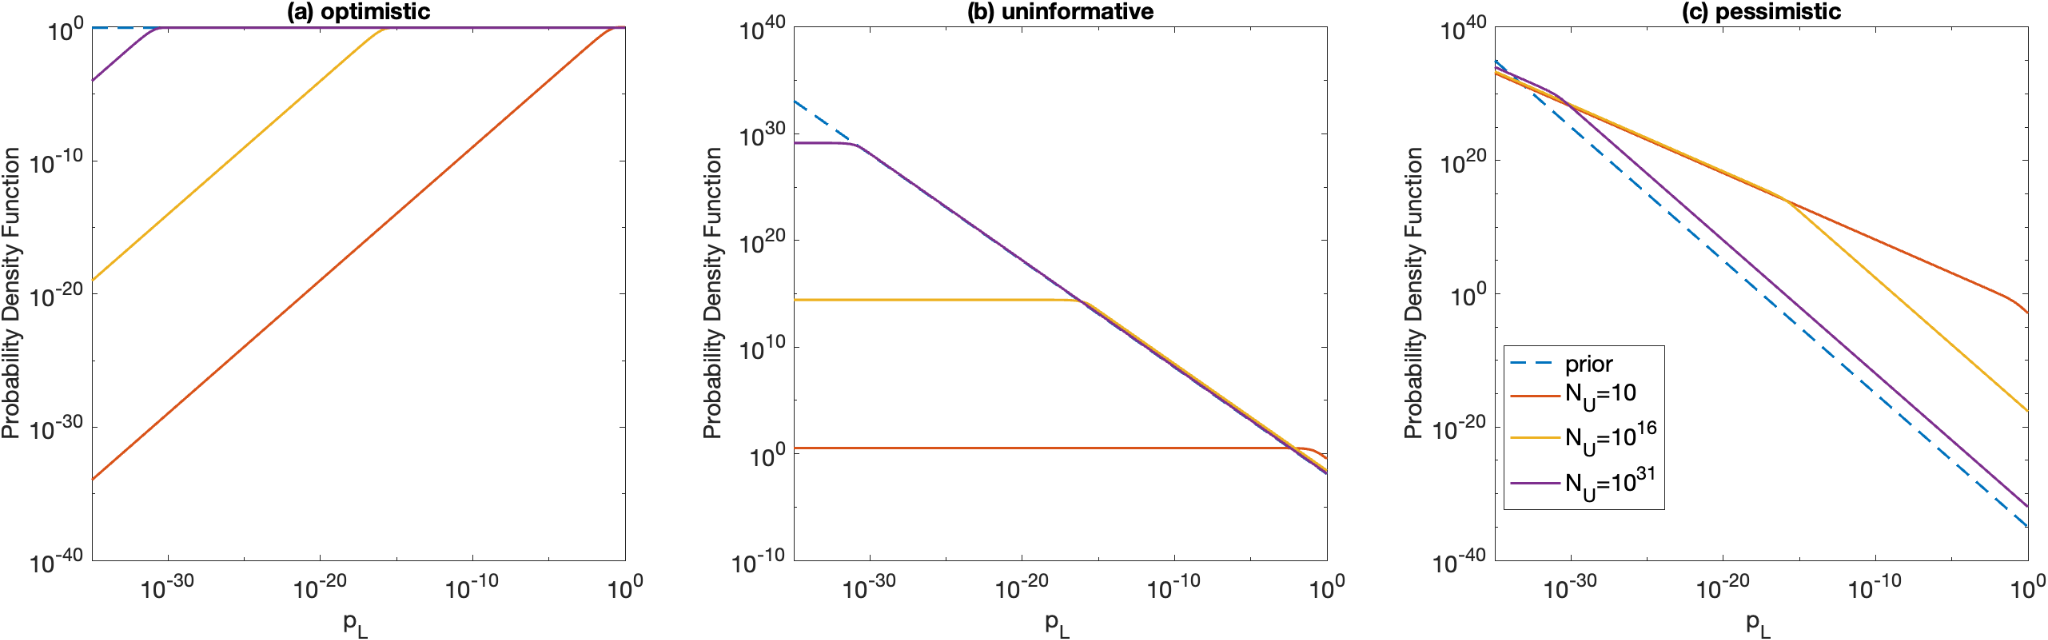 (a) optimistic
10^0
10^-10
10^-20
10^-30
10^-40
Probability Density Function
10^-30 10^-20 10^-10 10^0
p_L
(b) uninformative
10^40
10^30
10^20
10^10
10^0
10^-10
Probability Density Function
10^-30 10^-20 10^-10 10^0
p_L
(c) pessimistic
10^40
10^20
10^0
10^-20
10^-40
Probability Density Function
prior
N_U=10
N_U=10^16
N_U=10^31
10^-30 10^-20 10^-10 10^0
p_L